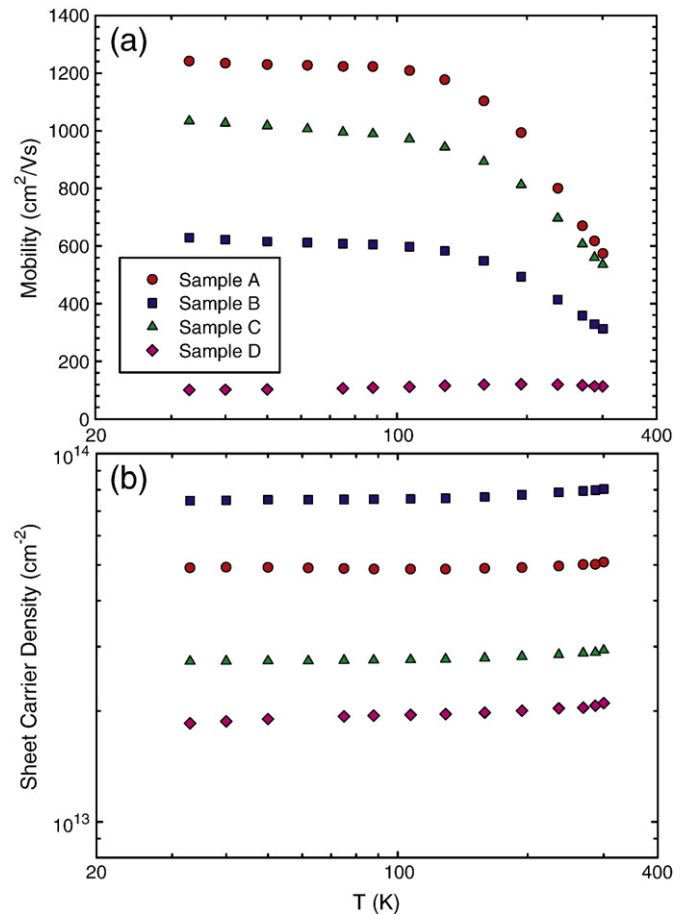 1400
(a)
1200
1000
800
600
400
200
0
Mobility (cm²/Vs)
Sample A
Sample B
Sample C
Sample D
20
100
400
10¹⁴
(b)
10¹³
Sheet Carrier Density (cm⁻²)
20
100
400
T (K)